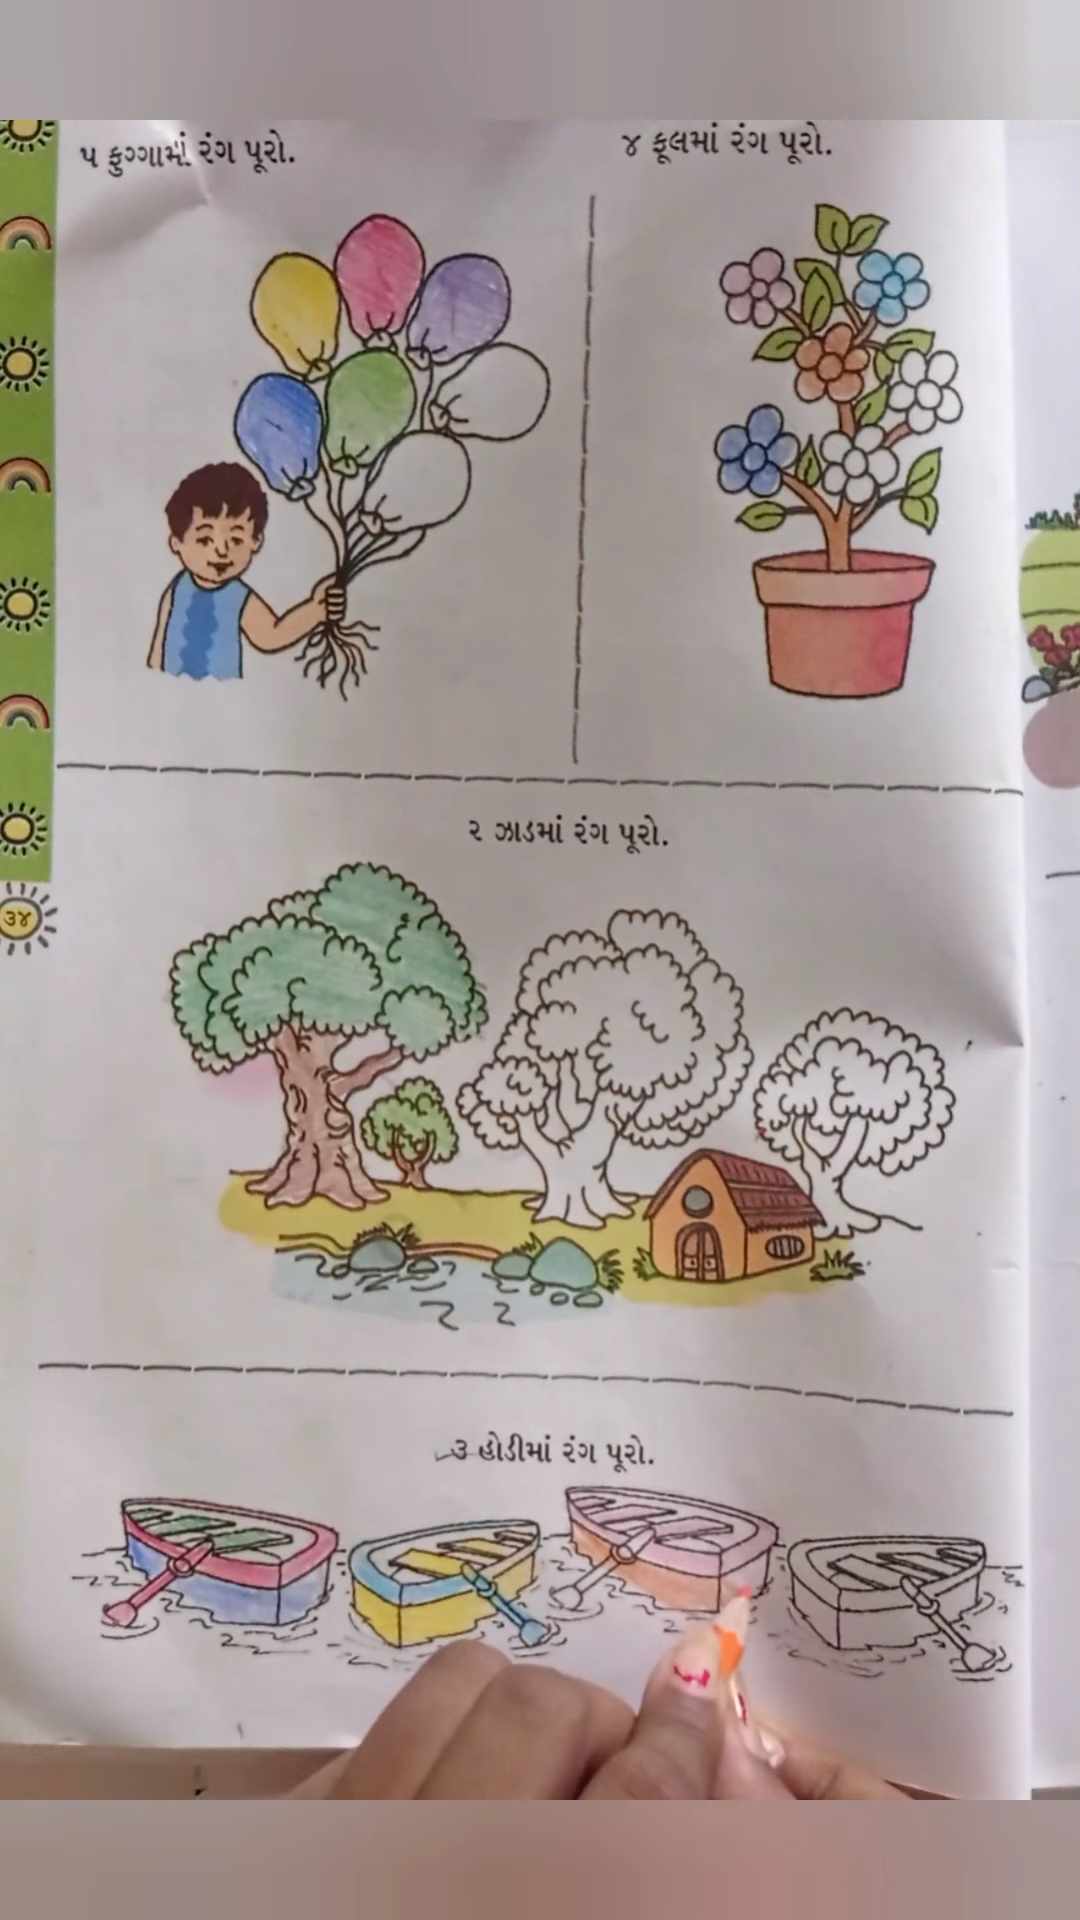 ૫ ફુગ્ગામાં રંગ પૂરો.
૪ ફૂલમાં રંગ પૂરો.
૨ ઝાડમાં રંગ પૂરો.
૩૪
૩ હોડીમાં રંગ પૂરો.